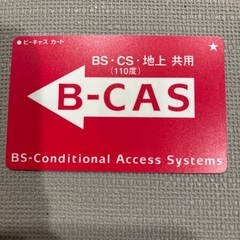 ● ビーキャス カード ★
BS・CS・地上 共用
(110度)
B-CAS
BS-Conditional Access Systems